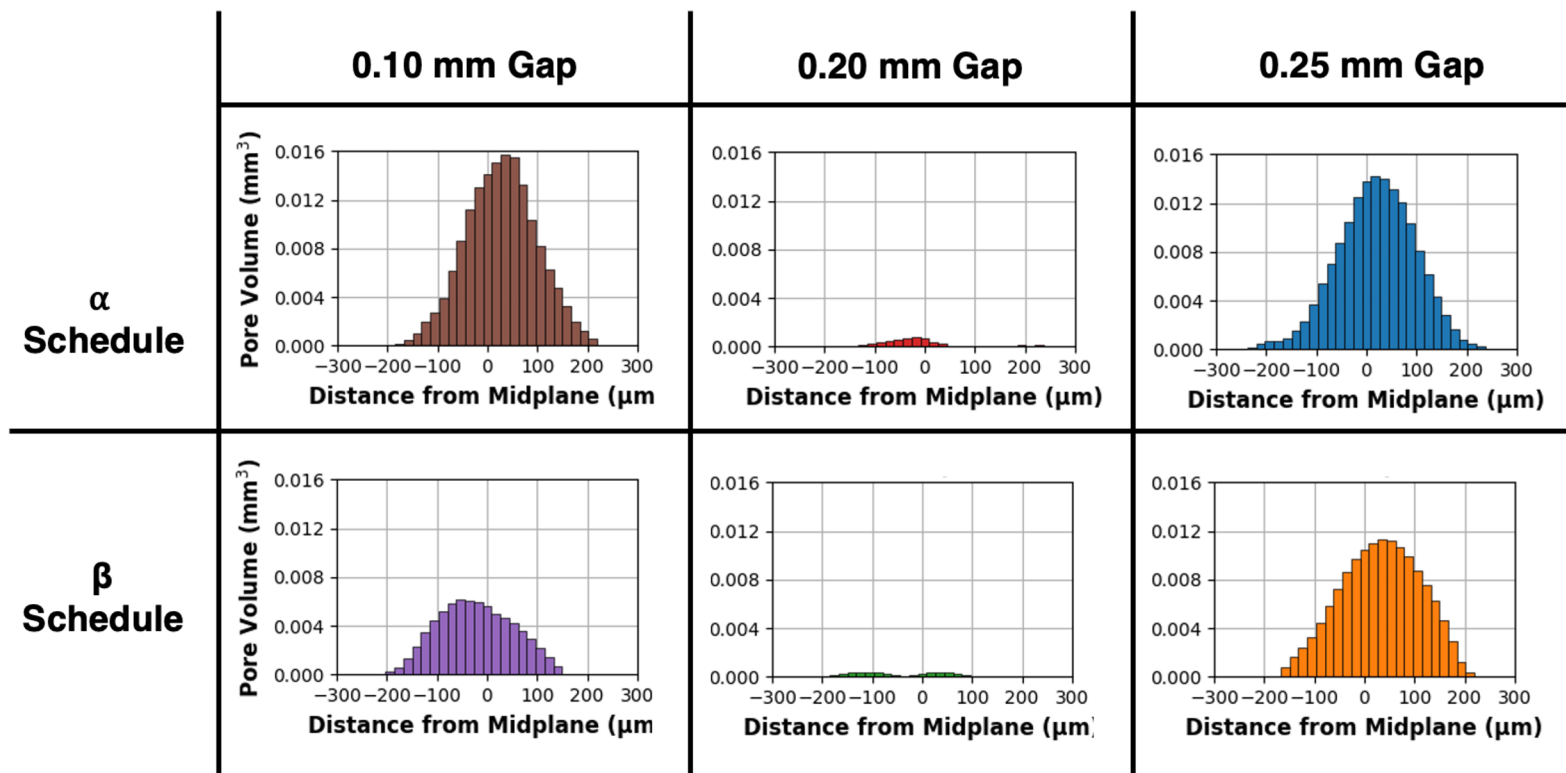 0.10 mm Gap
0.20 mm Gap
0.25 mm Gap
α
Schedule
Pore Volume (mm³)
0.016
0.012
0.008
0.004
0.000
−300 −200 −100 0 100 200 300
Distance from Midplane (μm
0.016
0.012
0.008
0.004
0.000
−300 −200 −100 0 100 200 300
Distance from Midplane (μm)
0.016
0.012
0.008
0.004
0.000
−300 −200 −100 0 100 200 300
Distance from Midplane (μm)
β
Schedule
Pore Volume (mm³)
0.016
0.012
0.008
0.004
0.000
−300 −200 −100 0 100 200 300
Distance from Midplane (μm
0.016
0.012
0.008
0.004
0.000
−300 −200 −100 0 100 200 300
Distance from Midplane (μm)
0.016
0.012
0.008
0.004
0.000
−300 −200 −100 0 100 200 300
Distance from Midplane (μm)